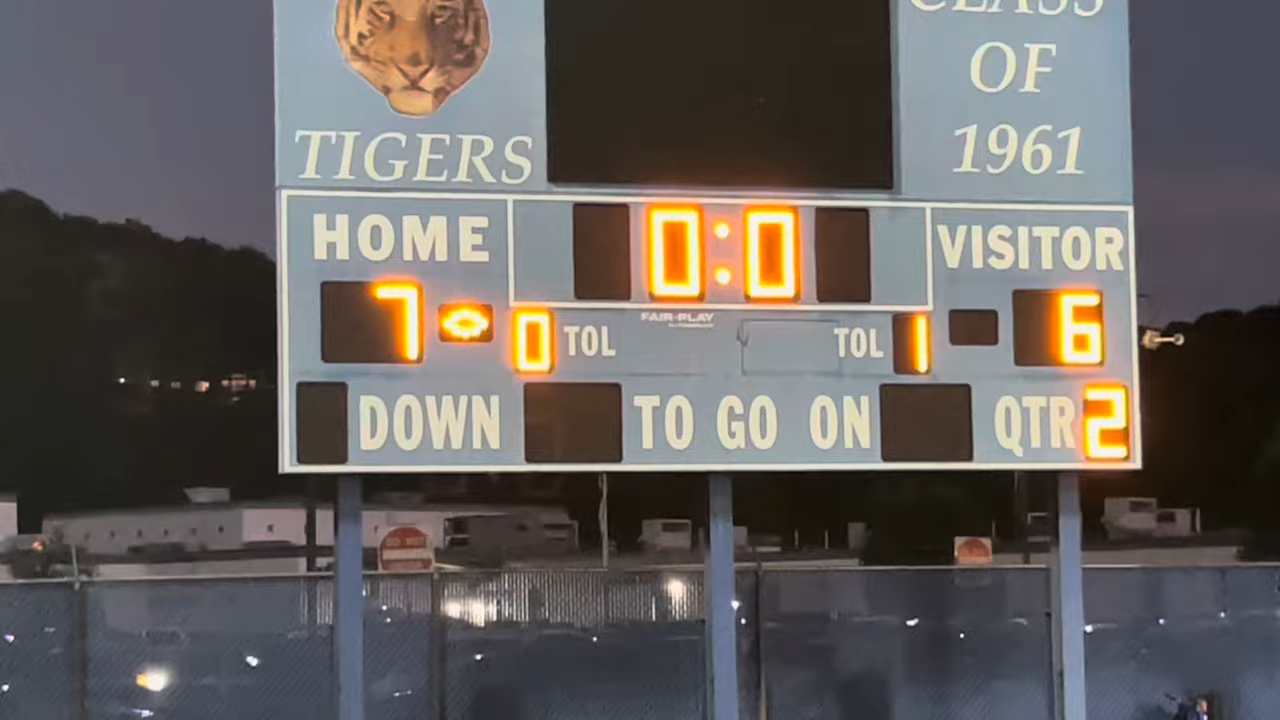 CLASS
OF
1961
TIGERS
HOME
0:0
VISITOR
7 0 TOL
FAIR-PLAY
TOL 1 6
DOWN TO GO ON QTR 2